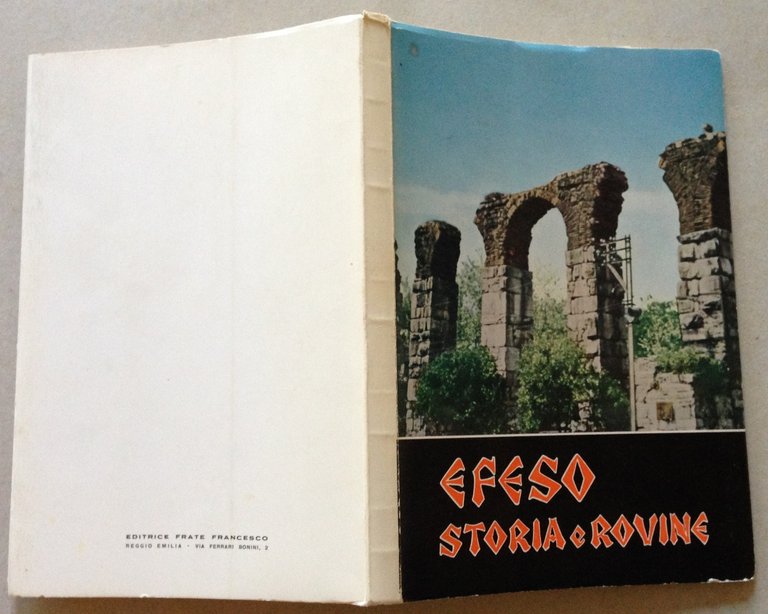 EFESO
STORIA e ROVINE
EDITRICE FRATE FRANCESCO
REGGIO EMILIA - VIA FERRARI BONINI, 2